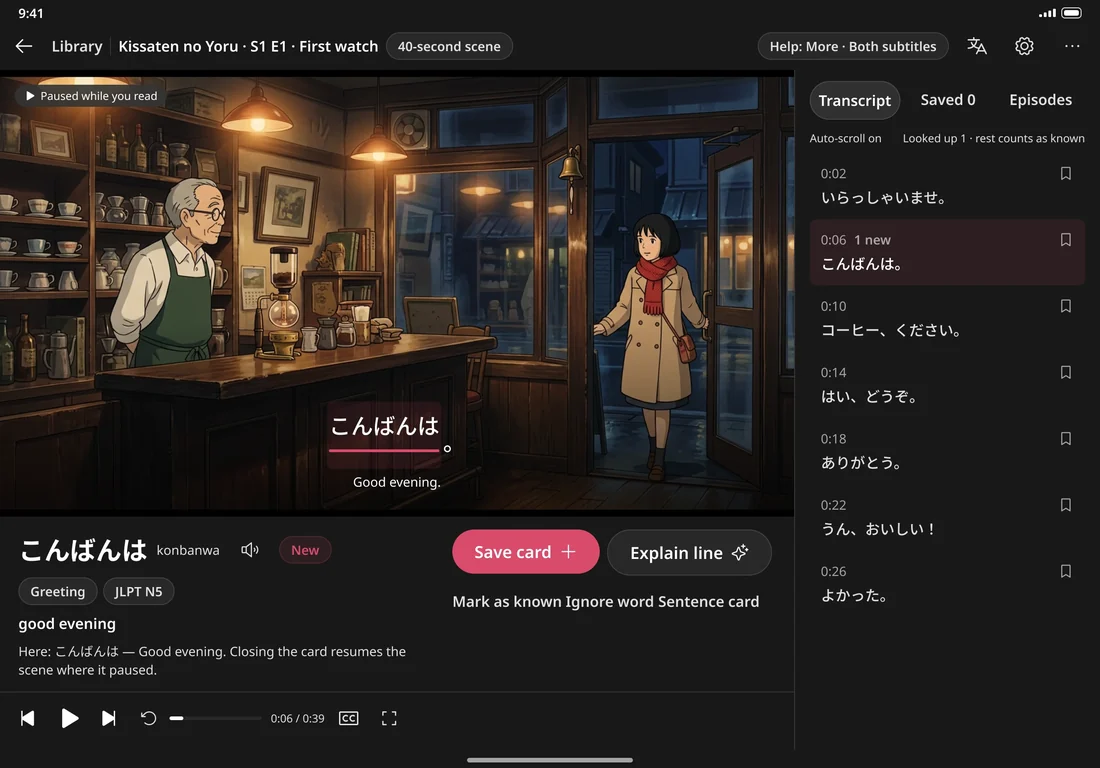 9:41
Library
Kissaten no Yoru · S1 E1 · First watch
40-second scene
Help: More · Both subtitles
Paused while you read
こんばんは。
Good evening.
こんばんは
konbanwa
New
Greeting
JLPT N5
good evening
Here: こんばんは — Good evening. Closing the card resumes the
scene where it paused.
Save card
Explain line
Mark as known Ignore word Sentence card
0:06 / 0:39
CC
Transcript
Saved 0
Episodes
Auto-scroll on
Looked up 1 · rest counts as known
0:02
いらっしゃいませ。
0:06 1 new
こんばんは。
0:10
コーヒー、ください。
0:14
はい、どうぞ。
0:18
ありがとう。
0:22
うん、おいしい！
0:26
よかった。